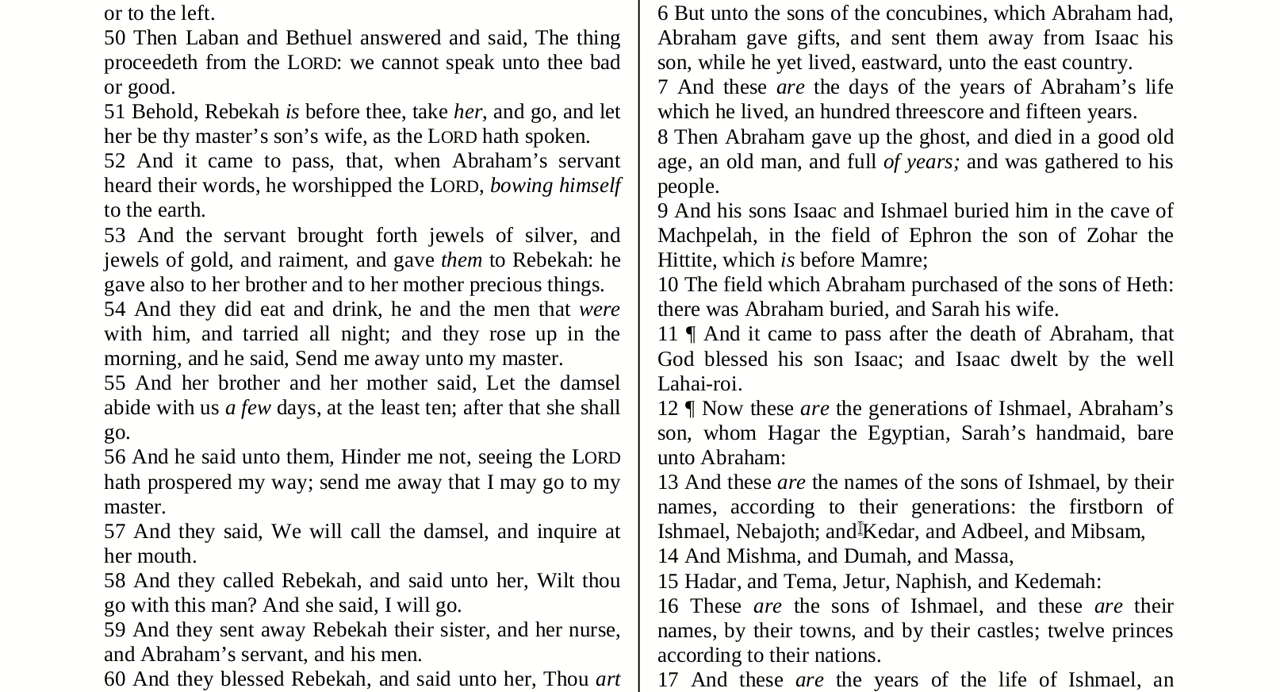 or to the left.
50 Then Laban and Bethuel answered and said, The thing
proceedeth from the LORD: we cannot speak unto thee bad
or good.
51 Behold, Rebekah is before thee, take her, and go, and let
her be thy master’s son’s wife, as the LORD hath spoken.
52 And it came to pass, that, when Abraham’s servant
heard their words, he worshipped the LORD, bowing himself
to the earth.
53 And the servant brought forth jewels of silver, and
jewels of gold, and raiment, and gave them to Rebekah: he
gave also to her brother and to her mother precious things.
54 And they did eat and drink, he and the men that were
with him, and tarried all night; and they rose up in the
morning, and he said, Send me away unto my master.
55 And her brother and her mother said, Let the damsel
abide with us a few days, at the least ten; after that she shall
go.
56 And he said unto them, Hinder me not, seeing the LORD
hath prospered my way; send me away that I may go to my
master.
57 And they said, We will call the damsel, and inquire at
her mouth.
58 And they called Rebekah, and said unto her, Wilt thou
go with this man? And she said, I will go.
59 And they sent away Rebekah their sister, and her nurse,
and Abraham’s servant, and his men.
60 And they blessed Rebekah, and said unto her, Thou art
6 But unto the sons of the concubines, which Abraham had,
Abraham gave gifts, and sent them away from Isaac his
son, while he yet lived, eastward, unto the east country.
7 And these are the days of the years of Abraham’s life
which he lived, an hundred threescore and fifteen years.
8 Then Abraham gave up the ghost, and died in a good old
age, an old man, and full of years; and was gathered to his
people.
9 And his sons Isaac and Ishmael buried him in the cave of
Machpelah, in the field of Ephron the son of Zohar the
Hittite, which is before Mamre;
10 The field which Abraham purchased of the sons of Heth:
there was Abraham buried, and Sarah his wife.
11 ¶ And it came to pass after the death of Abraham, that
God blessed his son Isaac; and Isaac dwelt by the well
Lahai-roi.
12 ¶ Now these are the generations of Ishmael, Abraham’s
son, whom Hagar the Egyptian, Sarah’s handmaid, bare
unto Abraham:
13 And these are the names of the sons of Ishmael, by their
names, according to their generations: the firstborn of
Ishmael, Nebajoth; and Kedar, and Adbeel, and Mibsam,
14 And Mishma, and Dumah, and Massa,
15 Hadar, and Tema, Jetur, Naphish, and Kedemah:
16 These are the sons of Ishmael, and these are their
names, by their towns, and by their castles; twelve princes
according to their nations.
17 And these are the years of the life of Ishmael, an